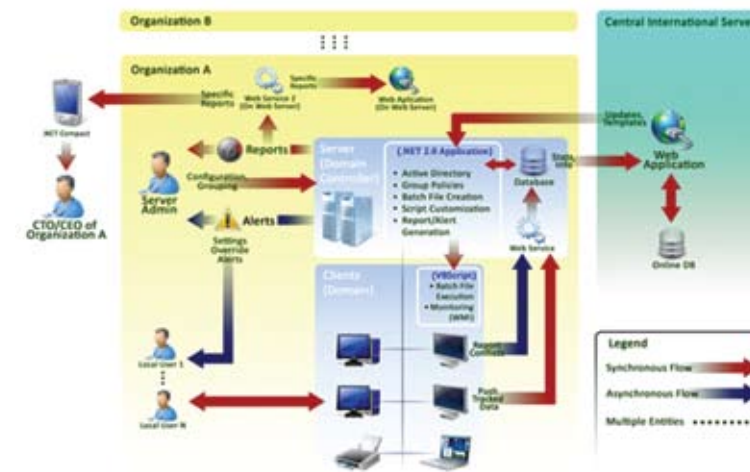 Organization B
Central International Serve
Organization A
Specific
Reports
Web Service 2
(On Web Server)
Specific
Reports
Web Aplication
(On Web Server)
.NET Compact
CTO/CEO of
Organization A
Reports
Configuration,
Grouping
Server
Admin
Alerts
Settings
Override
Alerts
Server
(Domain
Controller)
(.NET 2.0 Application)
• Active Directory
• Group Policies
• Batch File Creation
• Script Customization
• Report/Alert
Generation
Database
Stats,
Info
Web Service
Updates,
Templates
Web
Application
Online DB
Clients
(Domain)
(VBScript)
• Batch File
Execution
• Monitoring
(WMI)
Report
Conflicts
Push
Tracked
Data
Local User 1
Local User N
Legend
Synchronous Flow
Asynchronous Flow
Multiple Entities